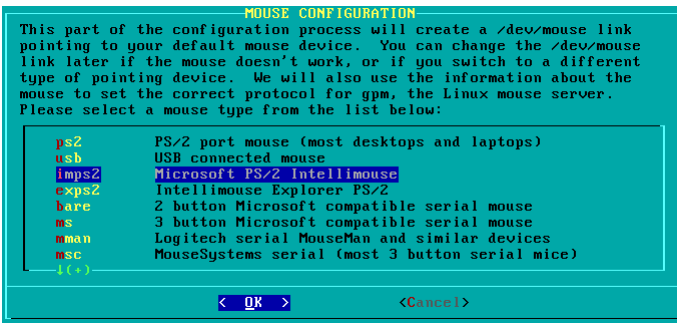 MOUSE CONFIGURATION
This part of the configuration process will create a /dev/mouse link
pointing to your default mouse device.  You can change the /dev/mouse
link later if the mouse doesn't work, or if you switch to a different
type of pointing device.  We will also use the information about the
mouse to set the correct protocol for gpm, the Linux mouse server.
Please select a mouse type from the list below:
ps2 PS/2 port mouse (most desktops and laptops)
usb USB connected mouse
imps2 Microsoft PS/2 Intellimouse
exps2 Intellimouse Explorer PS/2
bare 2 button Microsoft compatible serial mouse
ms 3 button Microsoft compatible serial mouse
mman Logitech serial MouseMan and similar devices
msc MouseSystems serial (most 3 button serial mice)
↓(+)
< OK > <Cancel>